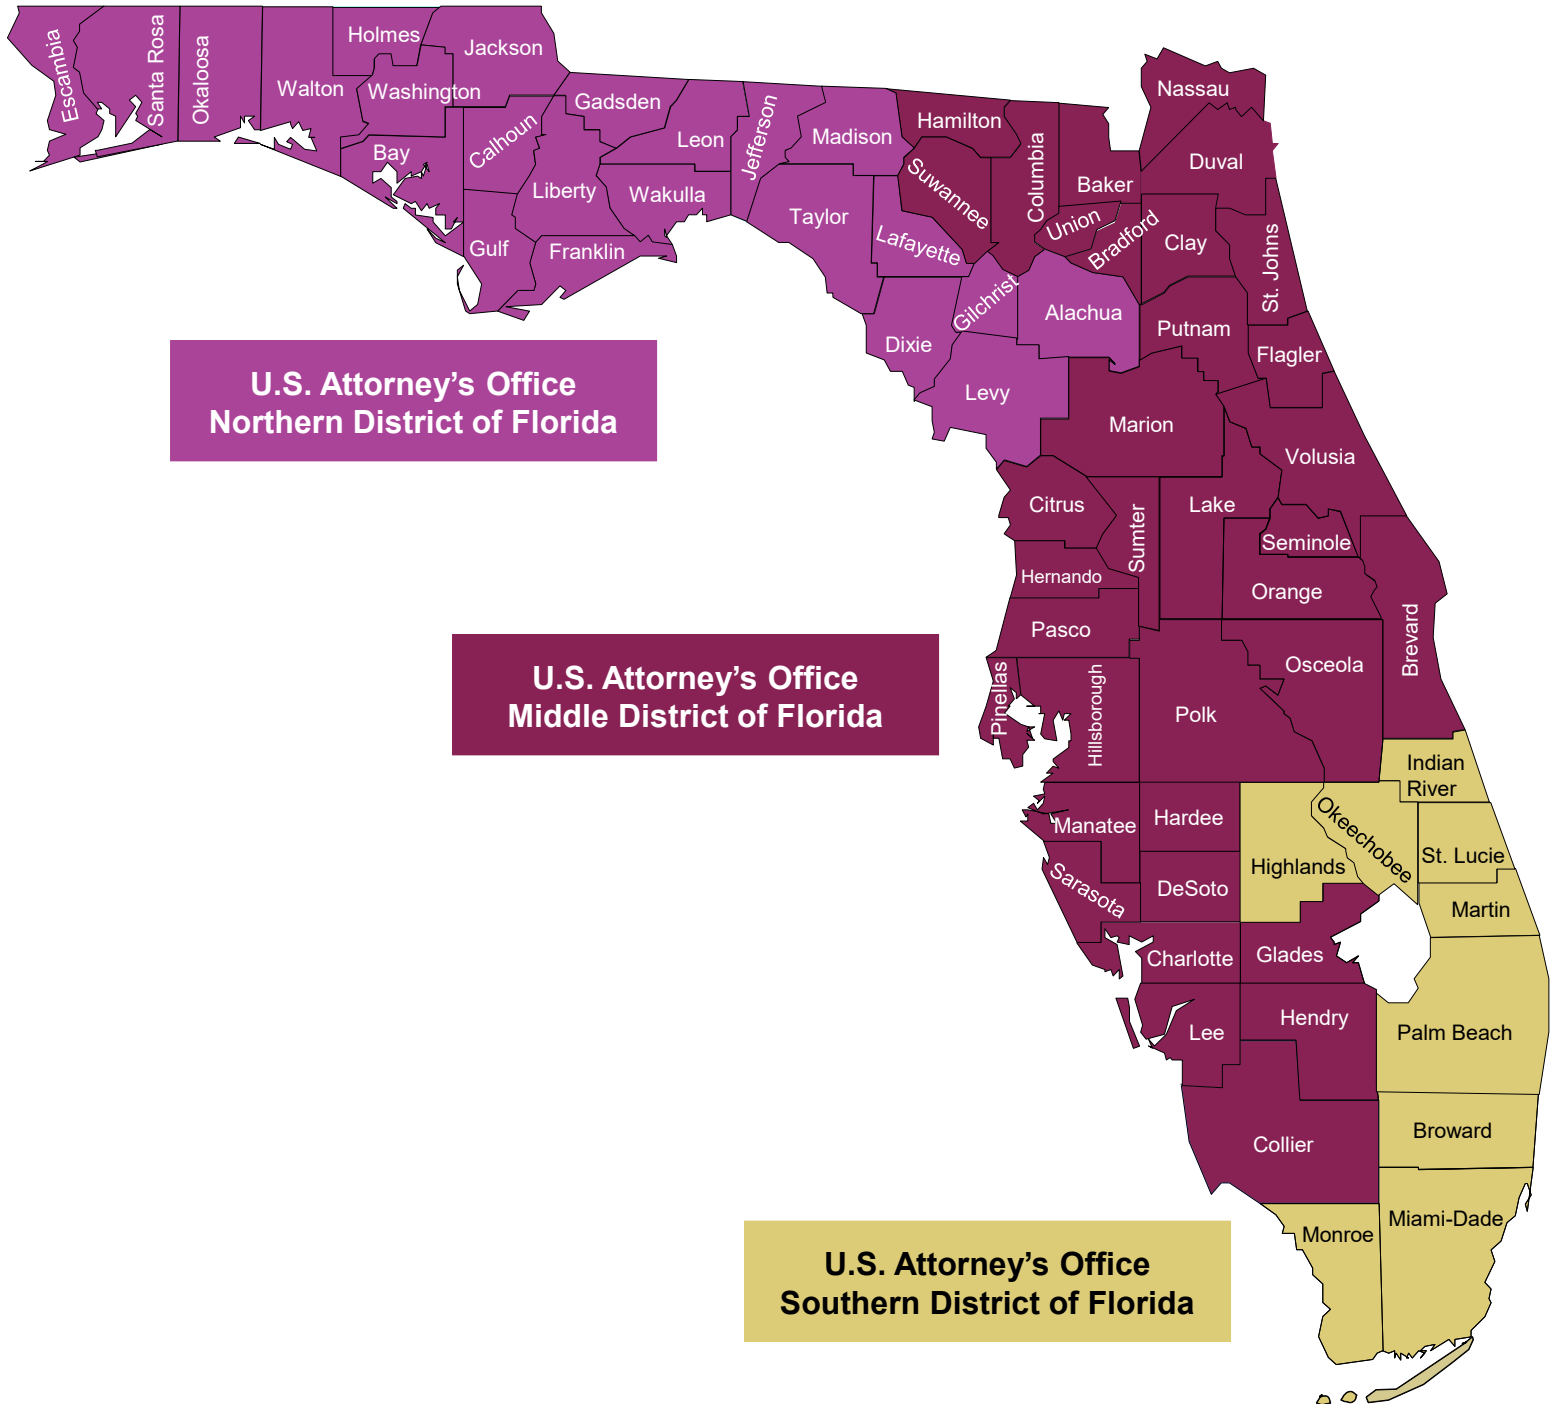 Escambia
Santa Rosa
Okaloosa
Walton
Holmes
Washington
Jackson
Bay
Calhoun
Gulf
Gadsden
Liberty
Franklin
Leon
Wakulla
Jefferson
Madison
Taylor
Lafayette
Dixie
Gilchrist
Alachua
Levy
Hamilton
Suwannee
Columbia
Baker
Union
Bradford
Nassau
Duval
Clay
St. Johns
Putnam
Flagler
Marion
Volusia
Citrus
Sumter
Lake
Seminole
Hernando
Orange
Pasco
Brevard
Osceola
Pinellas
Hillsborough
Polk
Manatee
Hardee
Sarasota
DeSoto
Charlotte
Glades
Lee
Hendry
Collier
Indian
River
Okeechobee
Highlands
St. Lucie
Martin
Palm Beach
Broward
Miami-Dade
Monroe
U.S. Attorney’s Office
Northern District of Florida
U.S. Attorney’s Office
Middle District of Florida
U.S. Attorney’s Office
Southern District of Florida